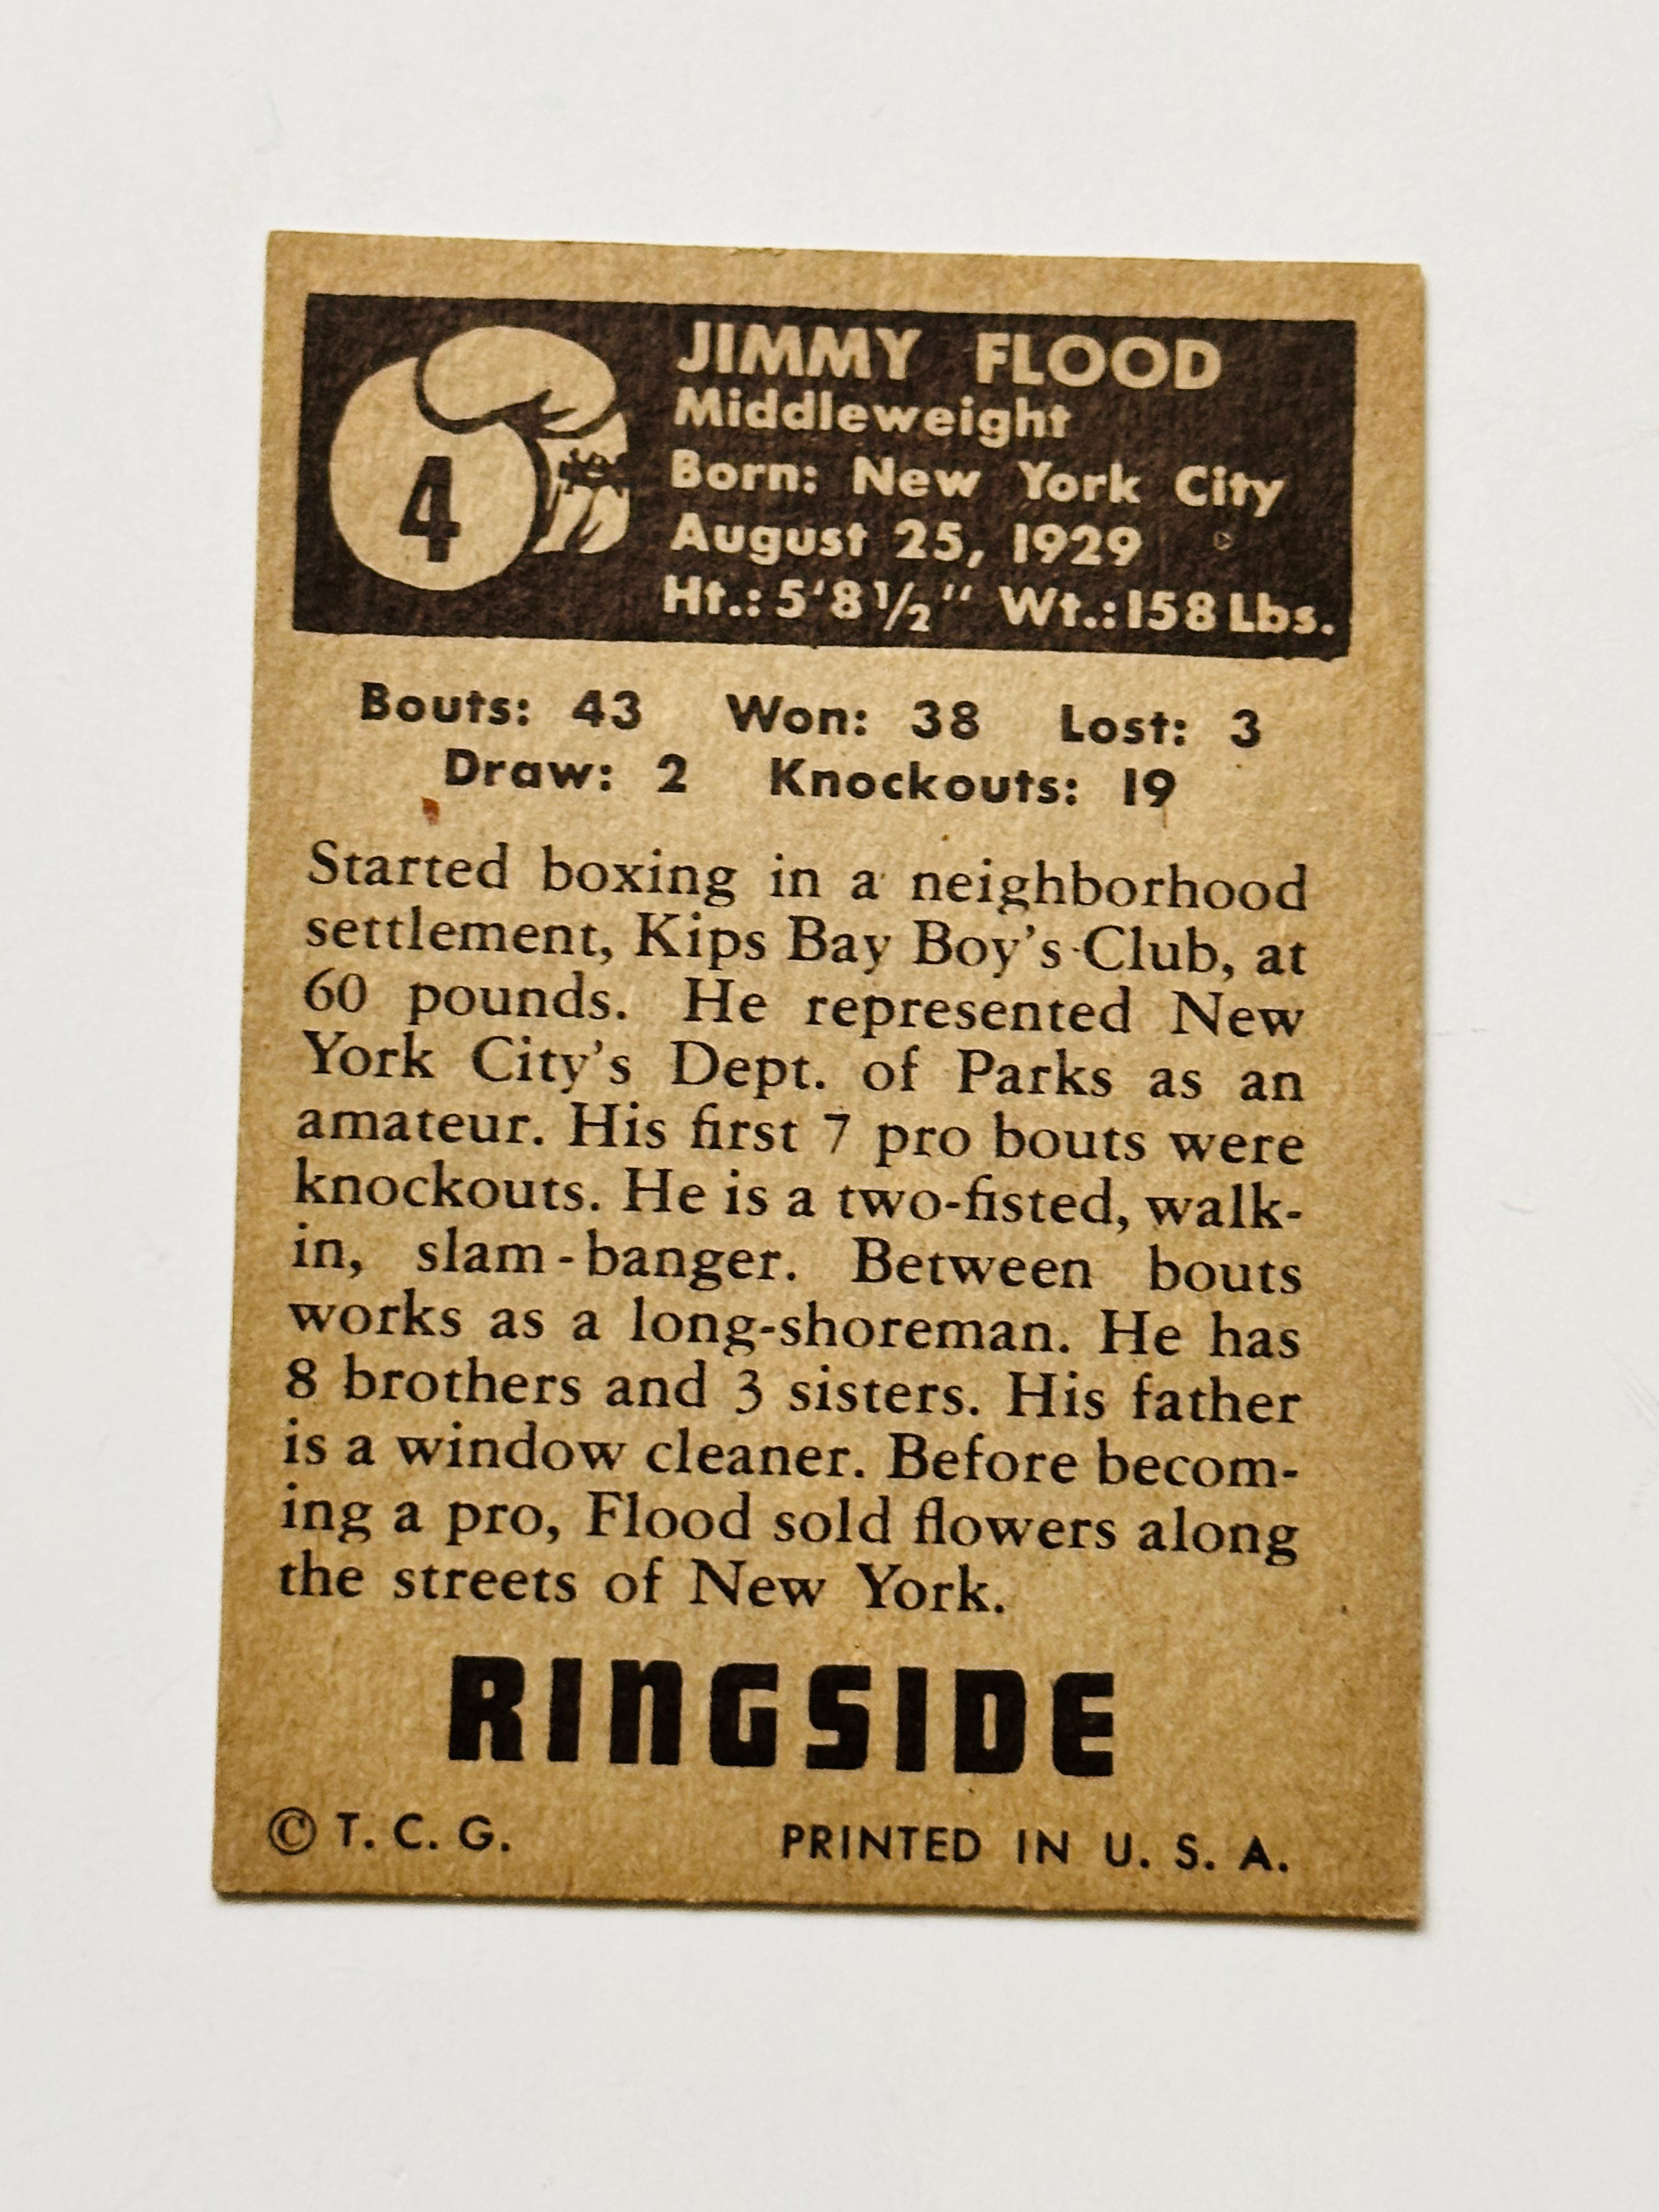 4
JIMMY FLOOD
Middleweight
Born: New York City
August 25, 1929
Ht.: 5'8½" Wt.: 158 Lbs.
Bouts: 43 Won: 38 Lost: 3
Draw: 2 Knockouts: 19
Started boxing in a neighborhood
settlement, Kips Bay Boy's Club, at
60 pounds. He represented New
York City's Dept. of Parks as an
amateur. His first 7 pro bouts were
knockouts. He is a two-fisted, walk-
in, slam-banger. Between bouts
works as a long-shoreman. He has
8 brothers and 3 sisters. His father
is a window cleaner. Before becom-
ing a pro, Flood sold flowers along
the streets of New York.
RINGSIDE
© T. C. G. PRINTED IN U. S. A.